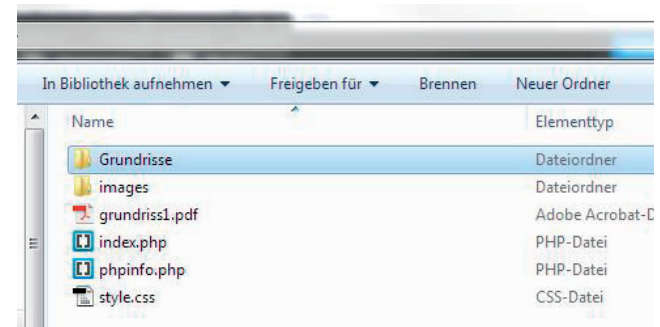 In Bibliothek aufnehmen Freigeben für Brennen Neuer Ordner
Name Elementtyp
Grundrisse Dateiordner
images Dateiordner
grundriss1.pdf Adobe Acrobat-D
index.php PHP-Datei
phpinfo.php PHP-Datei
style.css CSS-Datei